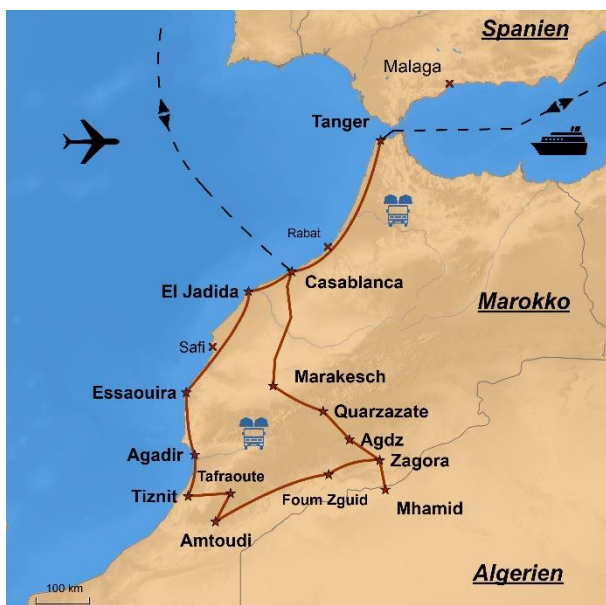 Spanien
Malaga
Tanger
Rabat
Casablanca
El Jadida
Marokko
Safi
Marakesch
Essaouira
Quarzazate
Agdz
Agadir
Zagora
Tafraoute
Tiznit
Foum Zguid
Mhamid
Amtoudi
Algerien
100 km